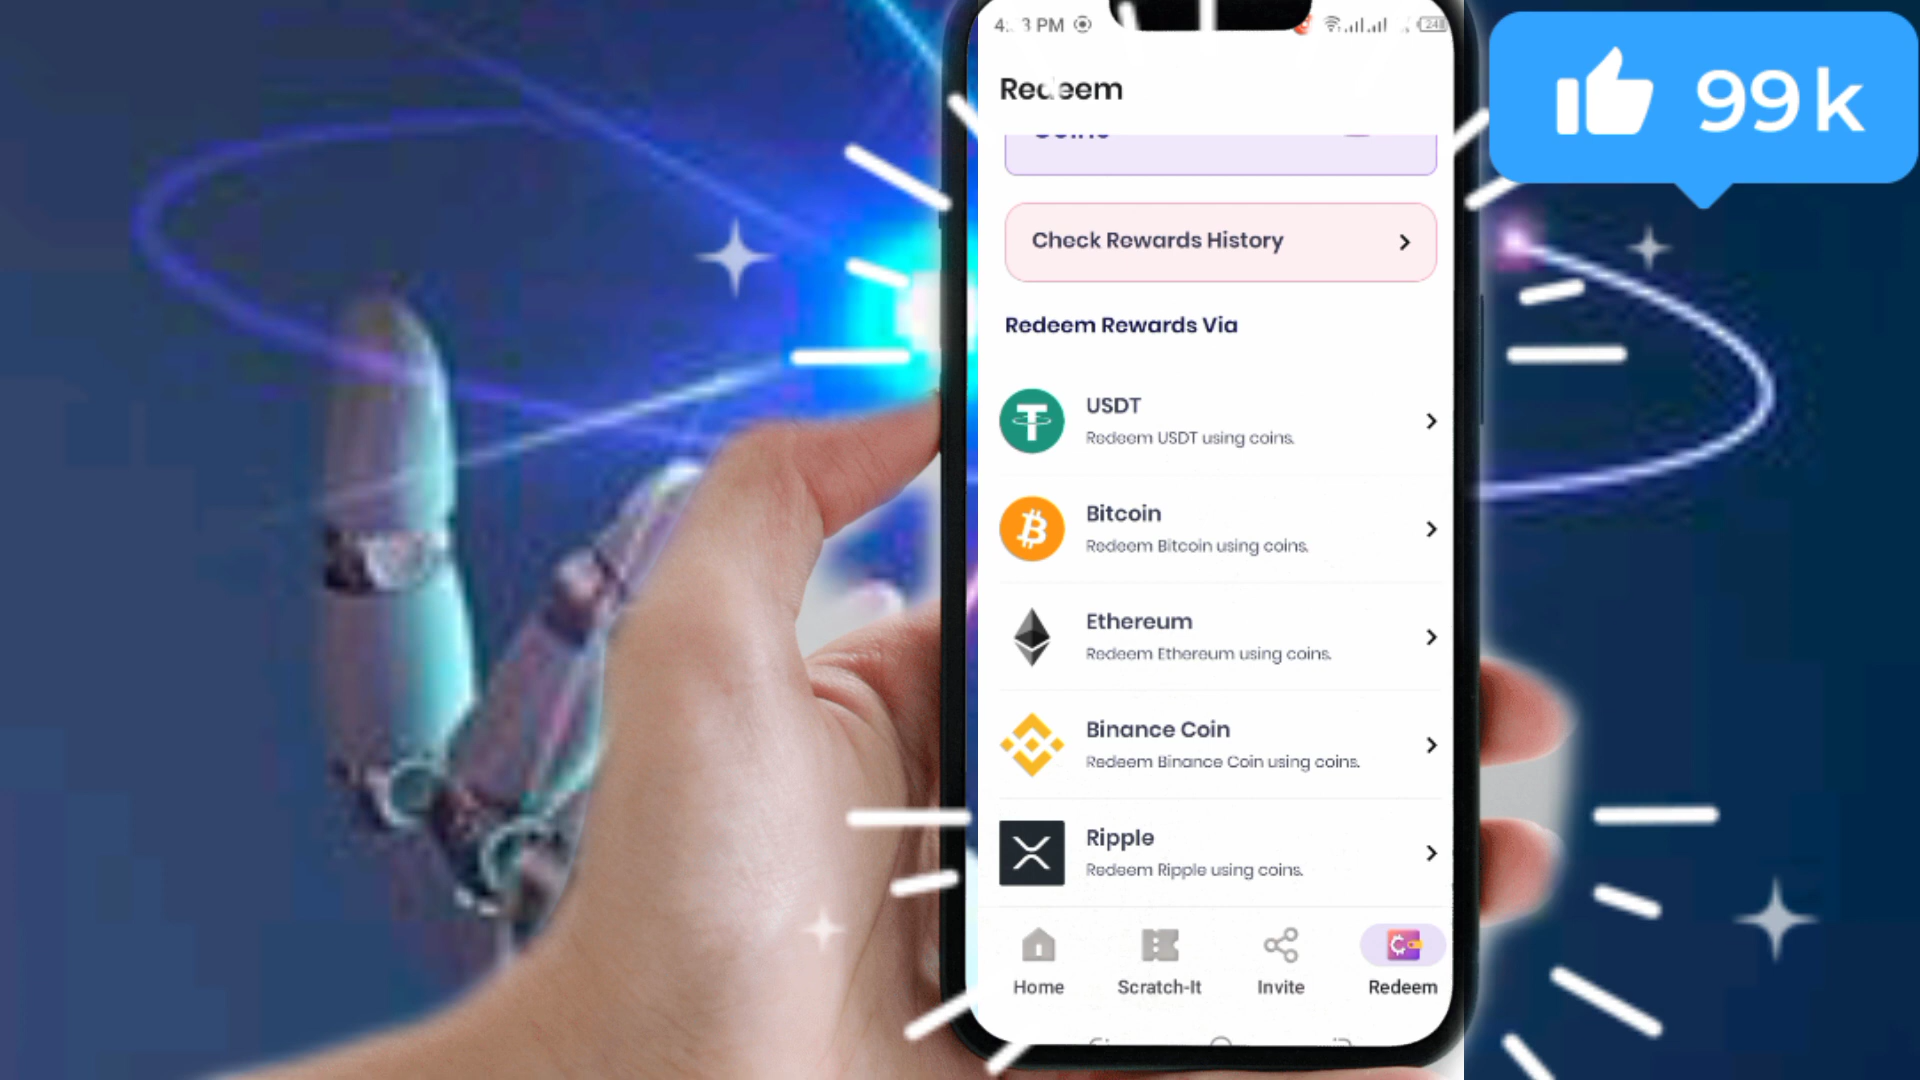 99k
PM
24
Redeem
Check Rewards History
Redeem Rewards Via
USDT
Redeem USDT using coins.
Bitcoin
Redeem Bitcoin using coins.
Ethereum
Redeem Ethereum using coins.
Binance Coin
Redeem Binance Coin using coins.
Ripple
Redeem Ripple using coins.
Home
Scratch-It
Invite
Redeem